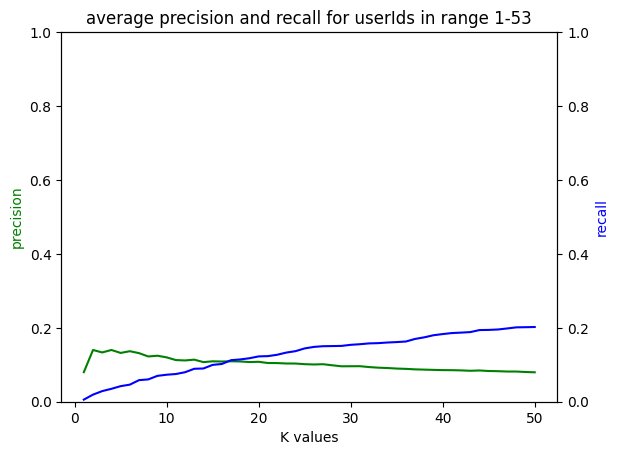 average precision and recall for userIds in range 1-53
1.0
0.8
0.6
0.4
0.2
0.0
precision
1.0
0.8
0.6
0.4
0.2
0.0
recall
0 10 20 30 40 50
K values